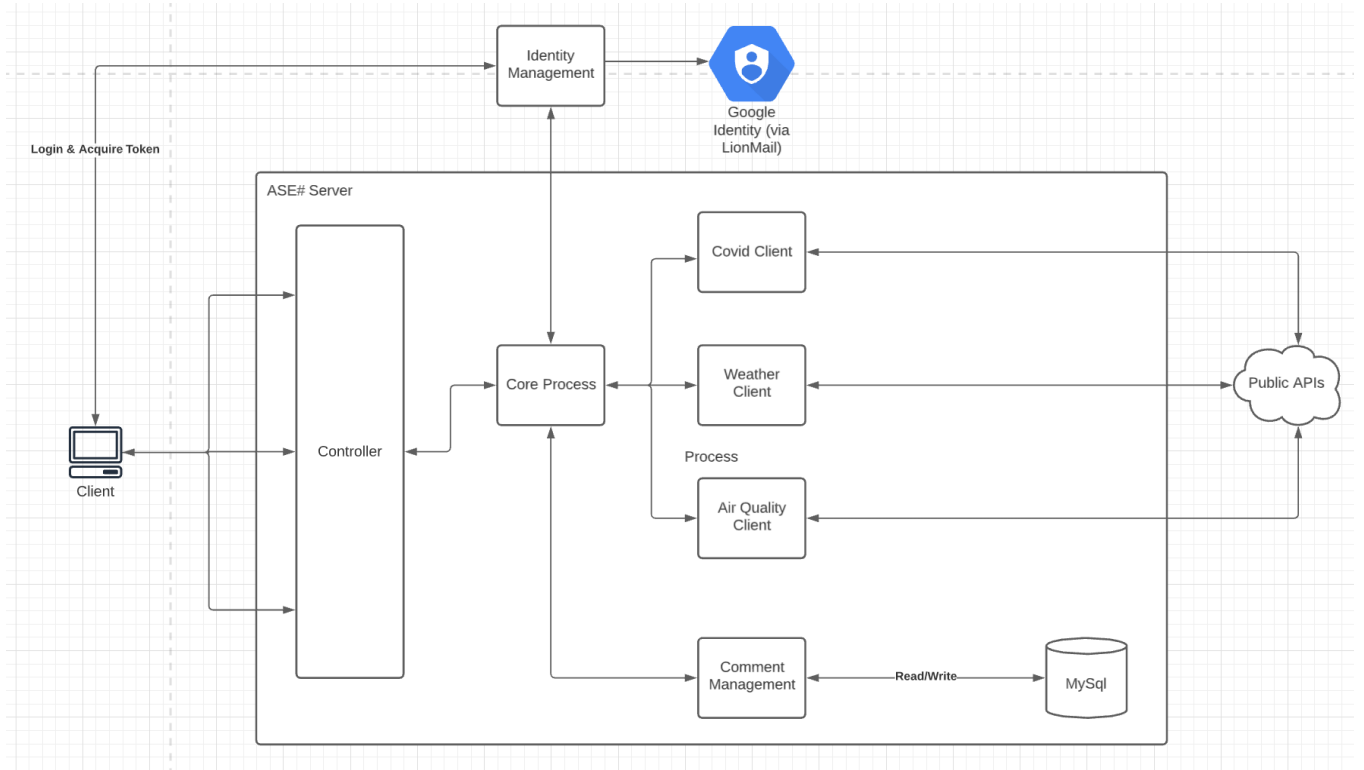 Identity
Management
Google
Identity (via
LionMail)
Login & Acquire Token
ASE# Server
Covid Client
Core Process
Weather
Client
Public APIs
Controller
Process
Client
Air Quality
Client
Comment
Management
Read/Write
MySql